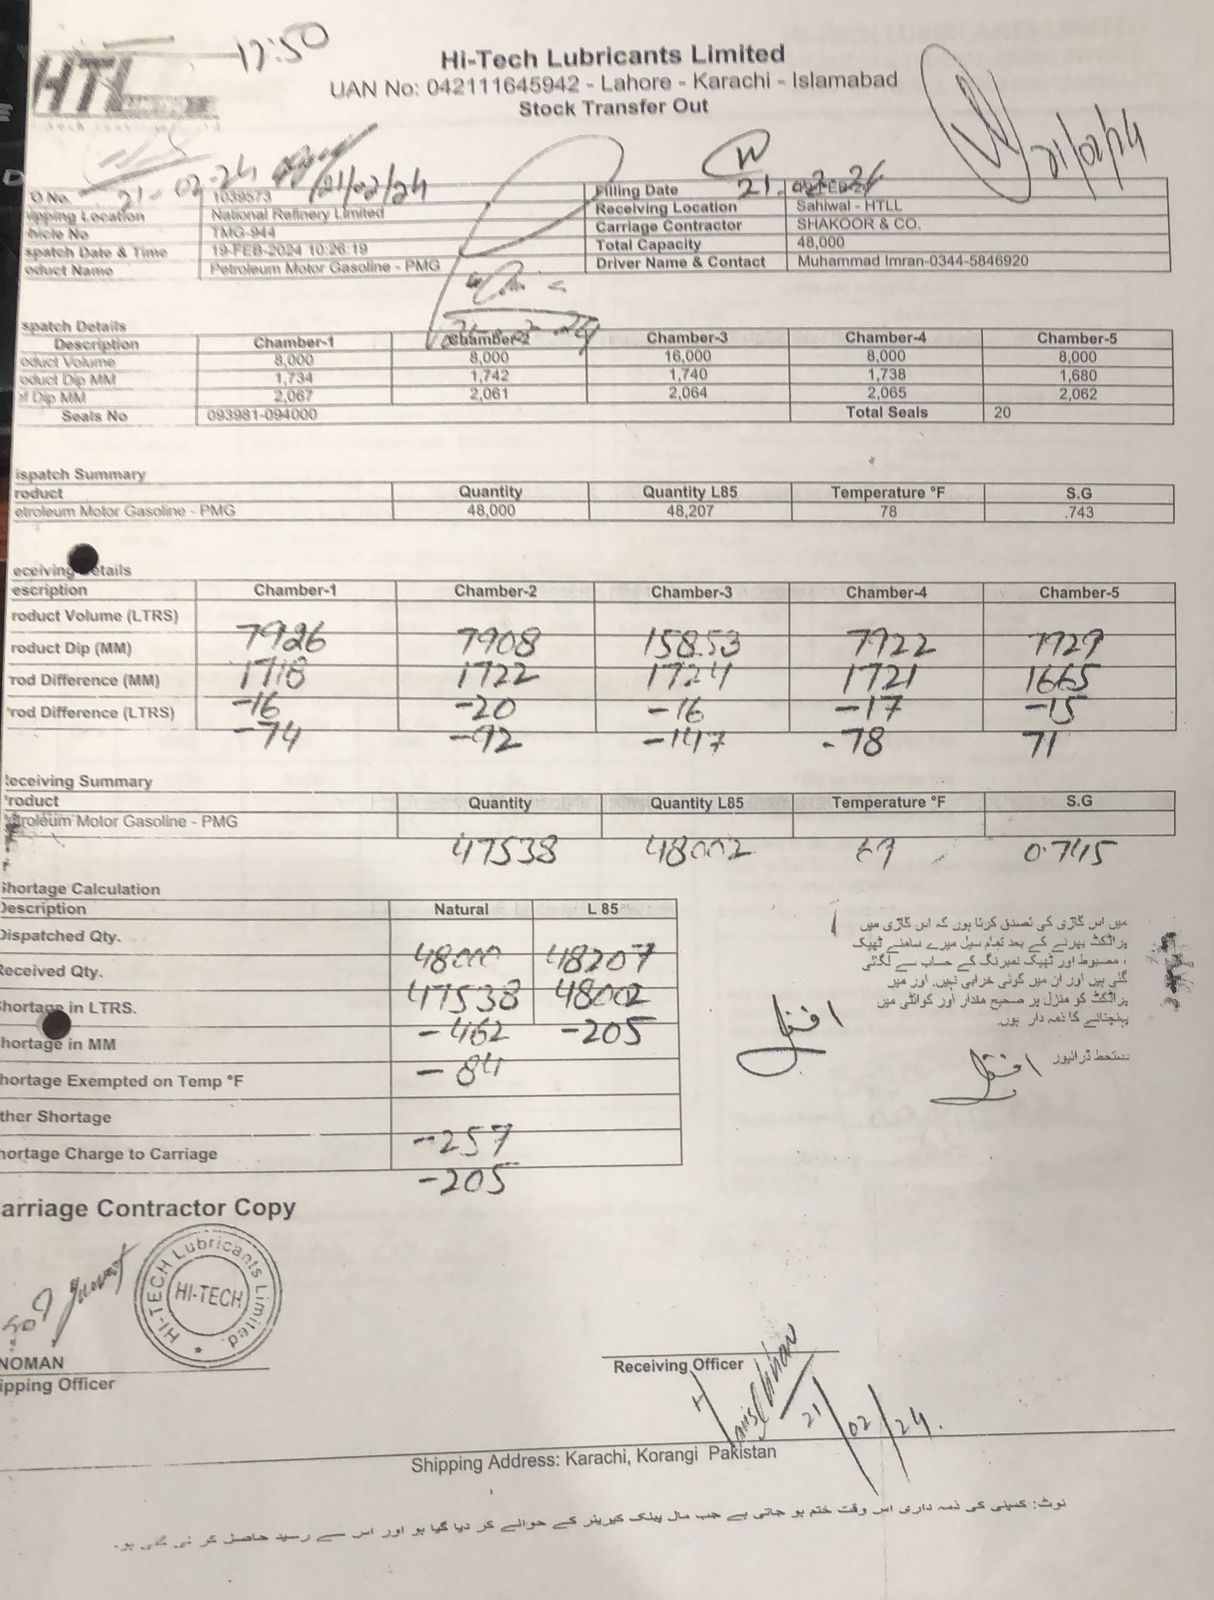 17:50
HTL
Hi-Tech Lubricants Limited
UAN No: 042111645942 - Lahore - Karachi - Islamabad
Stock Transfer Out
21-02-24 21/02/24 21. 21/02/24
O No. 1039573 Filling Date
ipping Location National Refinery Limited Receiving Location Sahiwal - HTLL
hicle No TMG-944 Carriage Contractor SHAKOOR & CO.
spatch Date & Time 19-FEB-2024 10:26:19 Total Capacity 48,000
oduct Name Petroleum Motor Gasoline - PMG Driver Name & Contact Muhammad Imran-0344-5846920
spatch Details
Description Chamber-1 Chamber-2 Chamber-3 Chamber-4 Chamber-5
oduct Volume 8,000 8,000 16,000 8,000 8,000
oduct Dip MM 1,734 1,742 1,740 1,738 1,680
ef Dip MM 2,067 2,061 2,064 2,065 2,062
Seals No 093981-094000 Total Seals 20
ispatch Summary
roduct Quantity Quantity L85 Temperature °F S.G
etroleum Motor Gasoline - PMG 48,000 48,207 78 .743
eceiving Details
escription Chamber-1 Chamber-2 Chamber-3 Chamber-4 Chamber-5
roduct Volume (LTRS) 7926 7908 15853 7922 7929
roduct Dip (MM) 1718 1722 1724 1721 1665
rod Difference (MM) -16 -20 -16 -17 -15
rod Difference (LTRS) -74 -92 -147 -78 71
Receiving Summary
Product Quantity Quantity L85 Temperature °F S.G
etroleum Motor Gasoline - PMG
47538 48002 69 0.745
Shortage Calculation
Description Natural L 85
Dispatched Qty. 48000 48207
Received Qty. 47538 48002
Shortage in LTRS. -462 -205
hortage in MM -84
hortage Exempted on Temp °F
ther Shortage -257
hortage Charge to Carriage -205
میں اس گاڑی کی تصدق کرتا ہوں کہ اس گاڑی میں
پراڈکٹ بھرنے کے بعد تمام سیل میرے سامنے ٹھیک
، مضبوط اور ٹھیک نمبرنگ کے حساب سے لگائی
گئی ہیں اور ان میں کوئی خرابی نہیں۔ اور میں
پراڈکٹ کو منزل پر صحیح مقدار اور کوالٹی میں
پہنچانے کا ذمہ دار ہوں۔
دستخط ڈرائیور
arriage Contractor Copy
HI-TECH Lubricants Limited.
HI-TECH
NOMAN
ipping Officer
Receiving Officer
21/02/24.
Shipping Address: Karachi, Korangi Pakistan
نوٹ: کمپنی کی ذمہ داری اس وقت ختم ہو جاتی ہے جب مال پبلک کیریئر کے حوالے کر دیا گیا ہو اور اس سے رسید حاصل کر لی گئی ہو۔